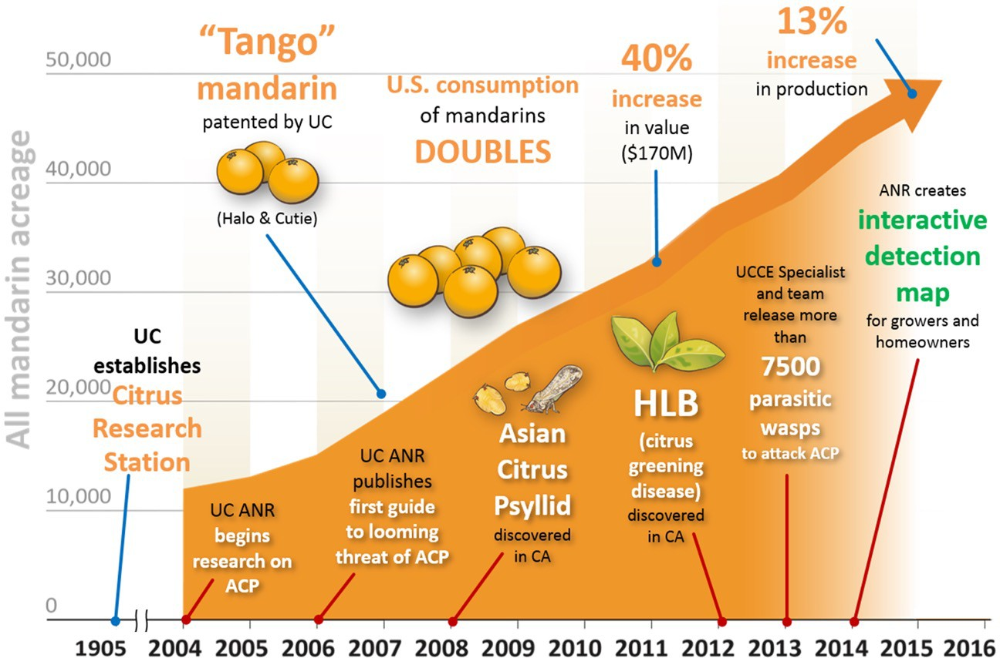 All mandarin acreage
50,000
40,000
30,000
20,000
10,000
0
UC
establishes
Citrus
Research
Station
“Tango”
mandarin
patented by UC
(Halo & Cutie)
U.S. consumption
of mandarins
DOUBLES
40%
increase
in value
($170M)
13%
increase
in production
UC ANR
begins
research on
ACP
UC ANR
publishes
first guide
to looming
threat of ACP
Asian
Citrus
Psyllid
discovered
in CA
HLB
(citrus
greening
disease)
discovered
in CA
UCCE Specialist
and team
release more
than
7500
parasitic
wasps
to attack ACP
ANR creates
interactive
detection
map
for growers and
homeowners
1905 2004 2005 2006 2007 2008 2009 2010 2011 2012 2013 2014 2015 2016